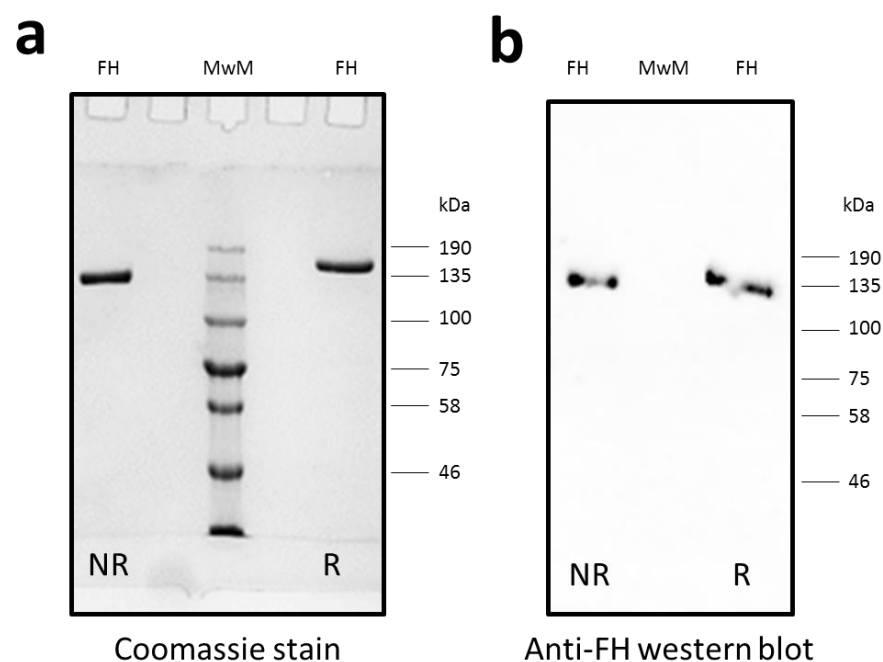 a
FH MwM FH
kDa
190
135
100
75
58
46
NR R
Coomassie stain
b
FH MwM FH
kDa
190
135
100
75
58
46
NR R
Anti-FH western blot